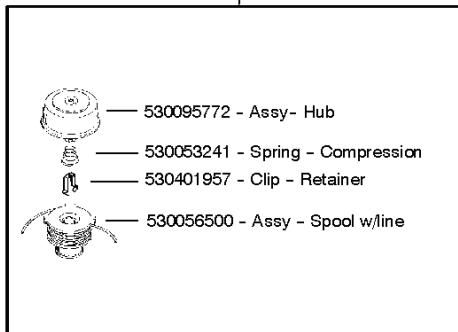 530095772 - Assy- Hub
530053241 - Spring - Compression
530401957 - Clip - Retainer
530056500 - Assy - Spool w/line